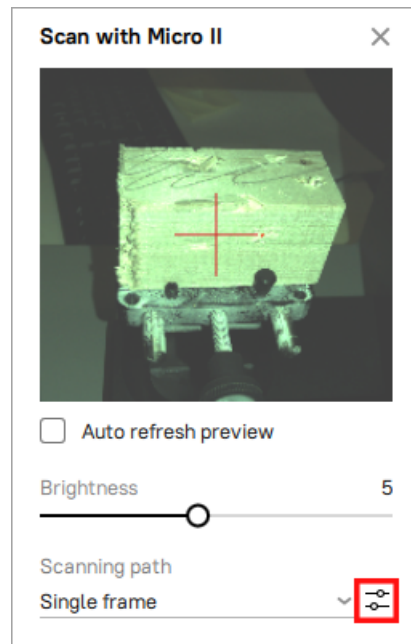 Scan with Micro II
Auto refresh preview
Brightness 5
Scanning path
Single frame